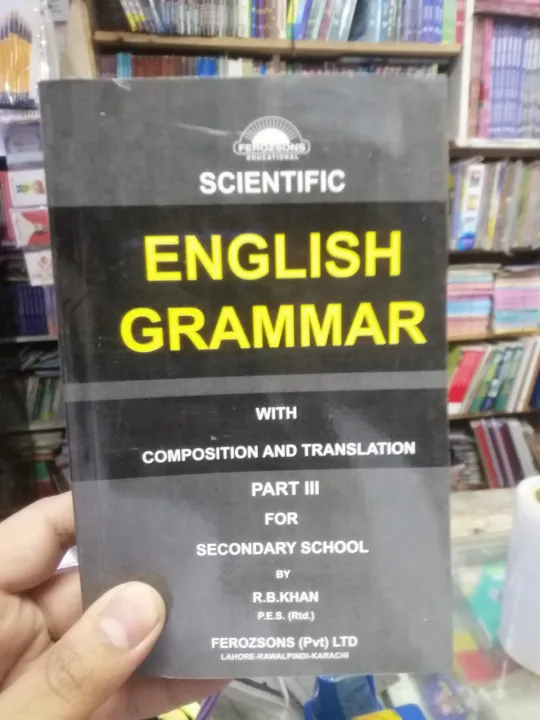 FEROZSONS
EDUCATIONAL
SCIENTIFIC
ENGLISH
GRAMMAR
WITH
COMPOSITION AND TRANSLATION
PART III
FOR
SECONDARY SCHOOL
BY
R.B.KHAN
P.E.S. (Rtd.)
FEROZSONS (Pvt) LTD
LAHORE-RAWALPINDI-KARACHI